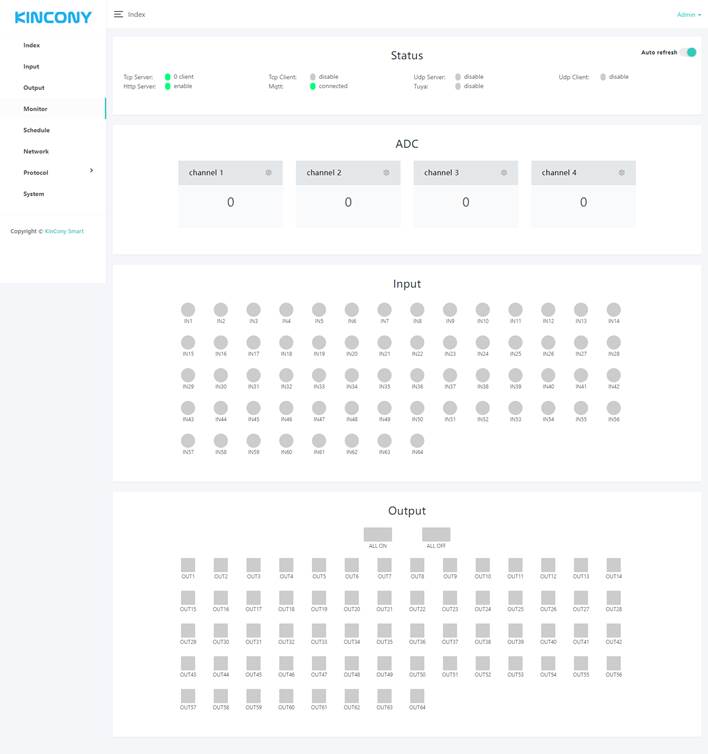 KINCONY
Index
Admin
Index
Input
Output
Monitor
Schedule
Network
Protocol
System
Copyright © KinCony Smart
Status
Auto refresh
Tcp Server: 0 client Tcp Client: disable Udp Server: disable Udp Client: disable
Http Server: enable Mqtt: connected Tuya: disable
ADC
channel 1 channel 2 channel 3 channel 4
0 0 0 0
Input
IN1 IN2 IN3 IN4 IN5 IN6 IN7 IN8 IN9 IN10 IN11 IN12 IN13 IN14
IN15 IN16 IN17 IN18 IN19 IN20 IN21 IN22 IN23 IN24 IN25 IN26 IN27 IN28
IN29 IN30 IN31 IN32 IN33 IN34 IN35 IN36 IN37 IN38 IN39 IN40 IN41 IN42
IN43 IN44 IN45 IN46 IN47 IN48 IN49 IN50 IN51 IN52 IN53 IN54 IN55 IN56
IN57 IN58 IN59 IN60 IN61 IN62 IN63 IN64
Output
ALL ON ALL OFF
OUT1 OUT2 OUT3 OUT4 OUT5 OUT6 OUT7 OUT8 OUT9 OUT10 OUT11 OUT12 OUT13 OUT14
OUT15 OUT16 OUT17 OUT18 OUT19 OUT20 OUT21 OUT22 OUT23 OUT24 OUT25 OUT26 OUT27 OUT28
OUT29 OUT30 OUT31 OUT32 OUT33 OUT34 OUT35 OUT36 OUT37 OUT38 OUT39 OUT40 OUT41 OUT42
OUT43 OUT44 OUT45 OUT46 OUT47 OUT48 OUT49 OUT50 OUT51 OUT52 OUT53 OUT54 OUT55 OUT56
OUT57 OUT58 OUT59 OUT60 OUT61 OUT62 OUT63 OUT64